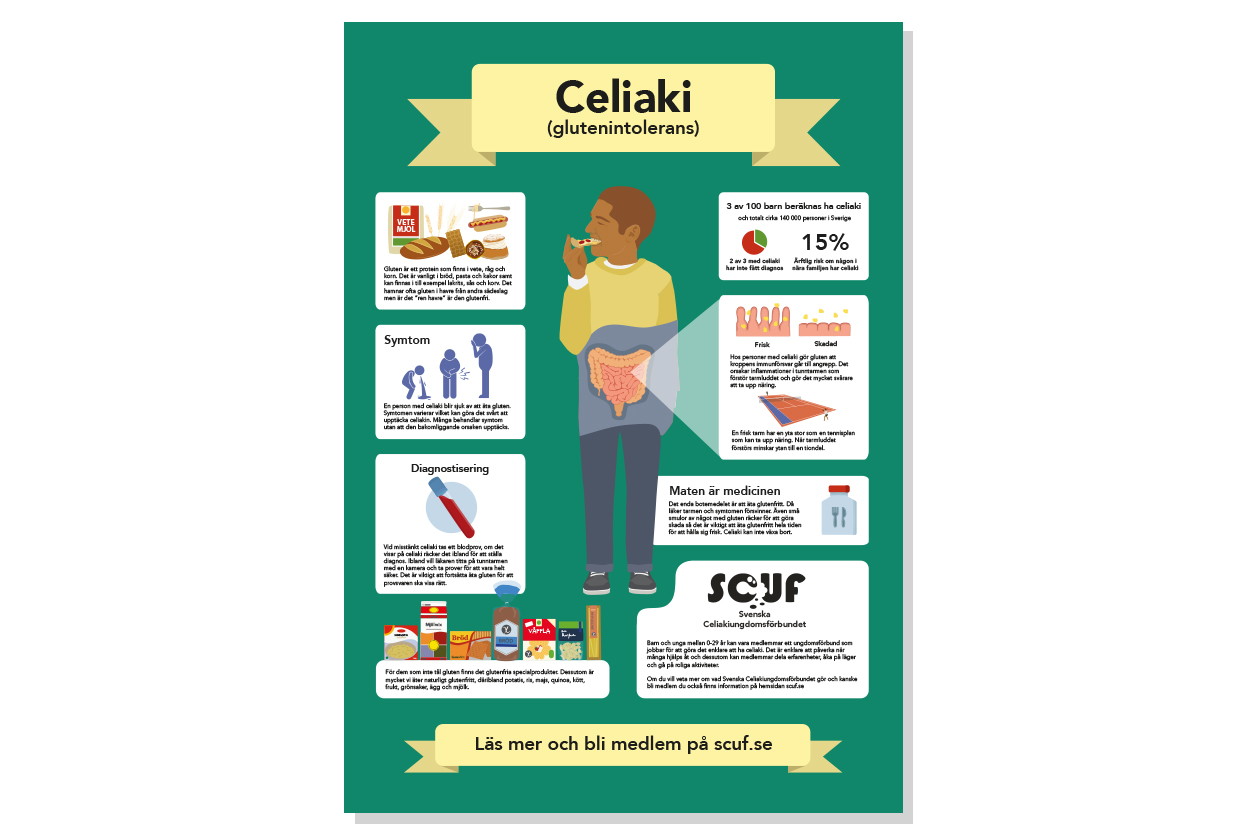 Celiaki
(glutenintolerans)
VETE
MJÖL
Gluten är ett protein som finns i vete, råg och
korn. Det är vanligt i bröd, pasta och kakor samt
kan finnas i till exempel lakrits, sås och korv. Det
hamnar ofta gluten i havre från andra sädeslag
men är det "ren havre" är den glutenfri.
Symtom
En person med celiaki blir sjuk av att äta gluten.
Symtomen varierar vilket kan göra det svårt att
upptäcka celiakin. Många behandlar symtom
utan att den bakomliggande orsaken upptäcks.
Diagnostisering
Vid misstänkt celiaki tas ett blodprov, om det
visar på celiaki räcker det ibland för att ställa
diagnos. Ibland vill läkaren titta på tunntarmen
med en kamera och ta prover för att vara helt
säker. Det är viktigt att fortsätta äta gluten för att
provsvaren ska visa rätt.
Bröd
VÅFFLA
För dem som inte tål gluten finns det glutenfria specialprodukter. Dessutom är
mycket vi äter naturligt glutenfritt, däribland potatis, ris, majs, quinoa, kött,
frukt, grönsaker, ägg och mjölk.
3 av 100 barn beräknas ha celiaki
och totalt cirka 140 000 personer i Sverige
15%
2 av 3 med celiaki
har inte fått diagnos
Ärftlig risk om någon i
nära familjen har celiaki
Frisk
Skadad
Hos personer med celiaki gör gluten att
kroppens immunförsvar går till angrepp. Det
orsakar inflammationer i tunntarmen som
förstör tarmluddet och gör det mycket svårare
att ta upp näring.
En frisk tarm har en yta stor som en tennisplan
som kan ta upp näring. När tarmluddet
förstörs minskar ytan till en tiondel.
Maten är medicinen
Det enda botemedelet är att äta glutenfritt. Då
läker tarmen och symtomen försvinner. Även små
smulor av något med gluten räcker för att göra
skada så det är viktigt att äta glutenfritt hela tiden
för att hålla sig frisk. Celiaki kan inte växa bort.
SCUF
Svenska
Celiakiungdomsförbundet
Barn och unga mellan 0-29 år kan vara medlemmar ett ungdomsförbund som
jobbar för att göra det enklare att ha celiaki. Det är enklare att påverka när
många hjälps åt och dessutom kan medlemmar dela erfarenheter, åka på läger
och gå på roliga aktiviteter.
Om du vill veta mer om vad Svenska Celiakiungdomsförbundet gör och kanske
bli medlem du också finns information på hemsidan scuf.se
Läs mer och bli medlem på scuf.se